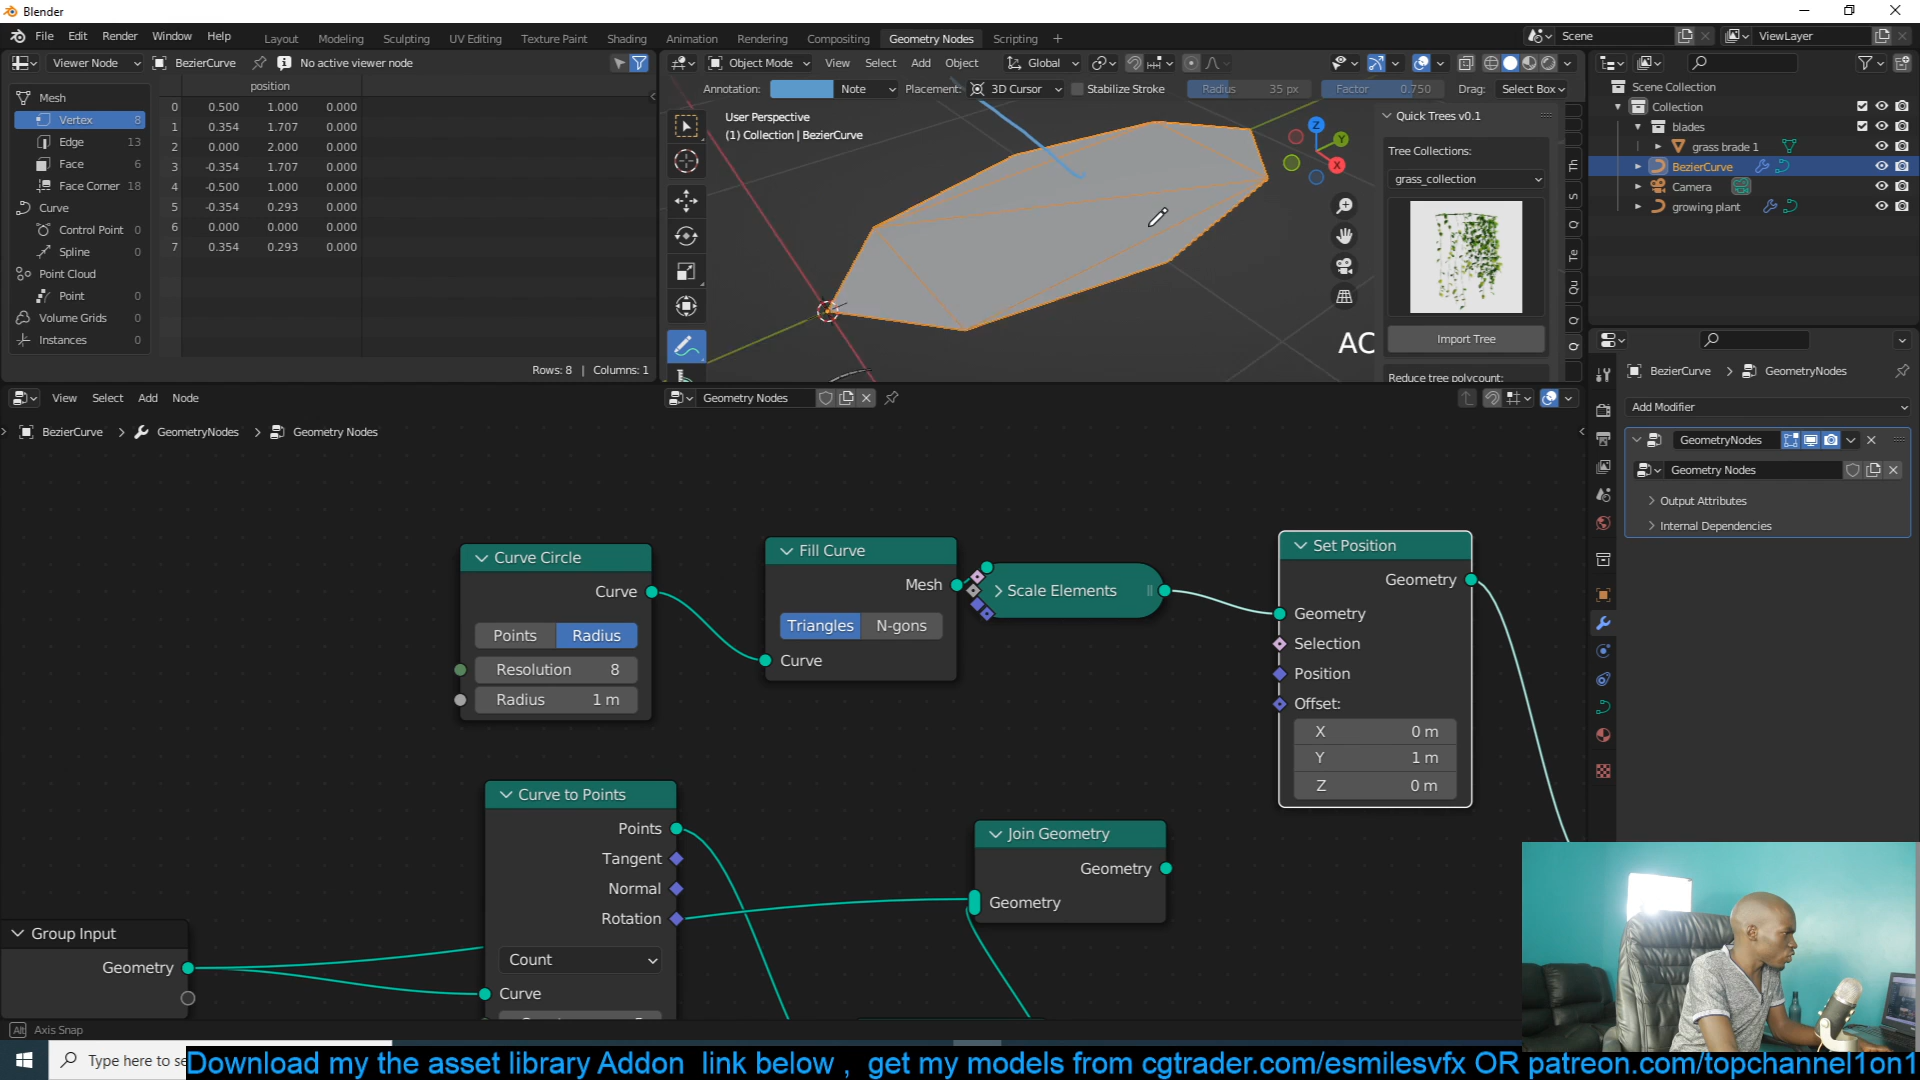 Blender
File Edit Render Window Help Layout Modeling Sculpting UV Editing Texture Paint Shading Animation Rendering Compositing Geometry Nodes Scripting Scene ViewLayer
Viewer Node BezierCurve No active viewer node
Object Mode View Select Add Object Global
position
Annotation: Note Placement: 3D Cursor Stabilize Stroke Radius 35 px Factor 0.750 Drag: Select Box
Mesh
Vertex 8
Edge 13
Face 6
Face Corner 18
Curve
Control Point 0
Spline 0
Point Cloud
Point 0
Volume Grids 0
Instances 0
0 0.500 1.000 0.000
1 0.354 1.707 0.000
2 0.000 2.000 0.000
3 -0.354 1.707 0.000
4 -0.500 1.000 0.000
5 -0.354 0.293 0.000
6 0.000 0.000 0.000
7 0.354 0.293 0.000
Rows: 8 Columns: 1
User Perspective
(1) Collection | BezierCurve
Z
Y
X
AC
Quick Trees v0.1
Tree Collections:
grass_collection
Import Tree
Reduce tree polycount:
Th
S
Q
Te
Qu
Q
Q
Scene Collection
Collection
blades
grass brade 1
BezierCurve
Camera
growing plant
BezierCurve GeometryNodes
Add Modifier
GeometryNodes
Geometry Nodes
Output Attributes
Internal Dependencies
View Select Add Node Geometry Nodes
BezierCurve GeometryNodes Geometry Nodes
Curve Circle
Curve
Points Radius
Resolution 8
Radius 1 m
Fill Curve
Mesh
Triangles N-gons
Curve
Scale Elements
Set Position
Geometry
Geometry
Selection
Position
Offset:
X 0 m
Y 1 m
Z 0 m
Curve to Points
Points
Tangent
Normal
Rotation
Count
Curve
Join Geometry
Geometry
Geometry
Group Input
Geometry
Alt Axis Snap
Type here to se
Download my the asset library Addon link below , get my models from cgtrader.com/esmilesvfx OR patreon.com/topchannel1on1